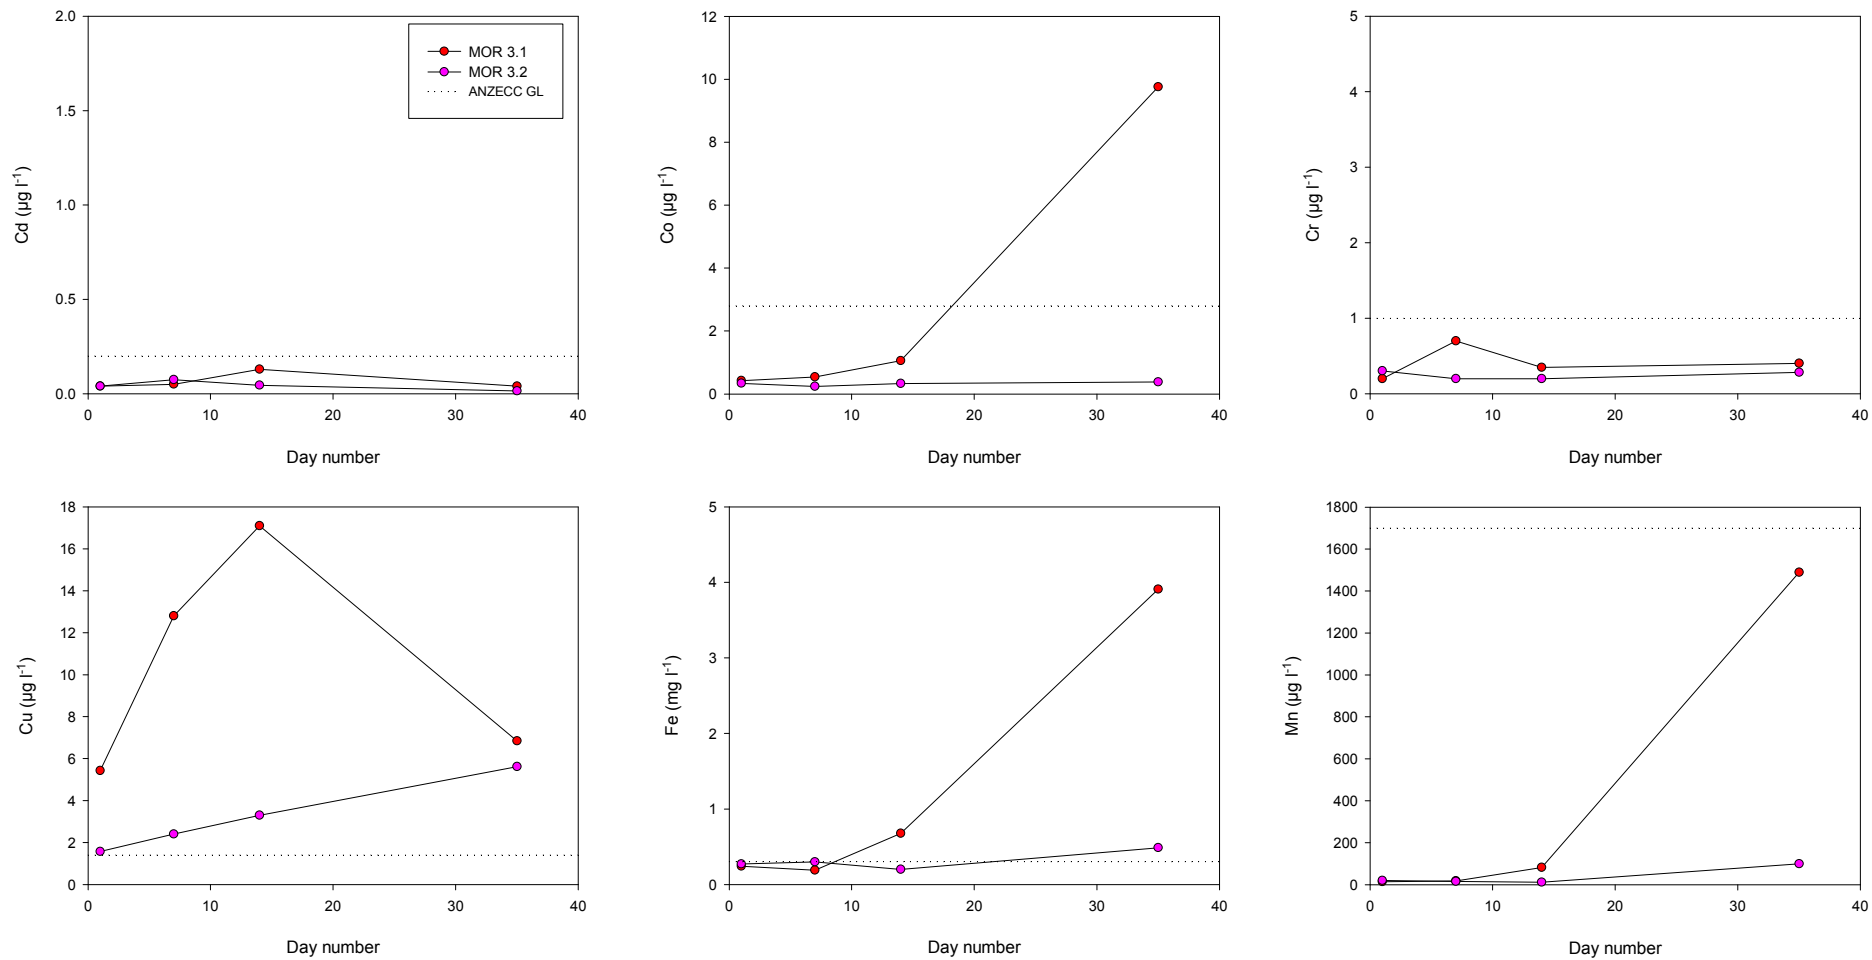 2.0
1.5
1.0
0.5
0.0
Cd (µg l-1)
0 10 20 30 40
Day number
MOR 3.1
MOR 3.2
ANZECC GL
12
10
8
6
4
2
0
Co (µg l-1)
0 10 20 30 40
Day number
5
4
3
2
1
0
Cr (µg l-1)
0 10 20 30 40
Day number
18
16
14
12
10
8
6
4
2
0
Cu (µg l-1)
0 10 20 30 40
Day number
5
4
3
2
1
0
Fe (mg l-1)
0 10 20 30 40
Day number
1800
1600
1400
1200
1000
800
600
400
200
0
Mn (µg l-1)
0 10 20 30 40
Day number